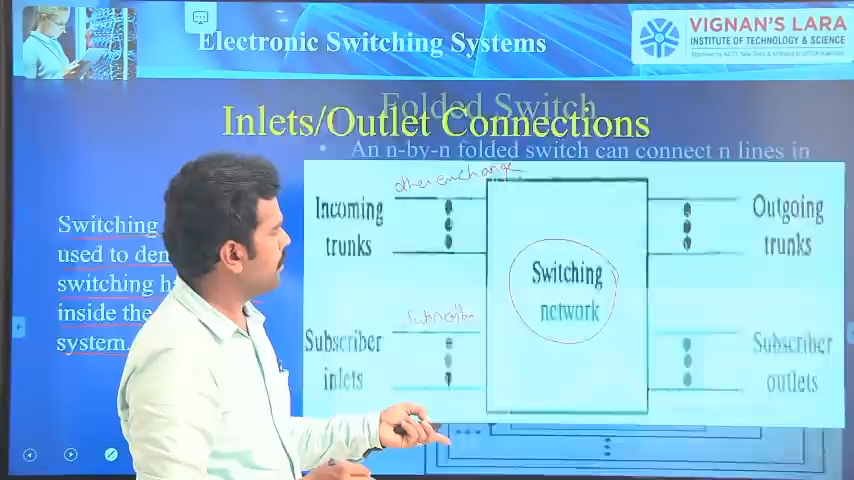 Electronic Switching Systems
VIGNAN'S LARA
INSTITUTE OF TECHNOLOGY & SCIENCE
Folded Switch
Inlets/Outlet Connections
• An n-by-n folded switch can connect n lines in
other exchange
Incoming
trunks
Outgoing
trunks
Switching
used to
switching
inside the
system.
Switching
network
Subscriber
inlets
Subscriber
outlets